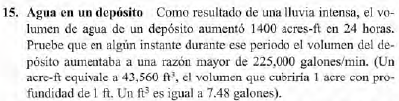 15. Agua en un depósito Como resultado de una lluvia intensa, el vo-
lumen de agua de un depósito aumentó 1400 acres-ft en 24 horas.
Pruebe que en algún instante durante ese periodo el volumen del de-
pósito aumentaba a una razón mayor de 225,000 galones/min. (Un
acre-ft equivale a 43,560 ft³, el volumen que cubriría 1 acre con pro-
fundidad de 1 ft. Un ft³ es igual a 7.48 galones).